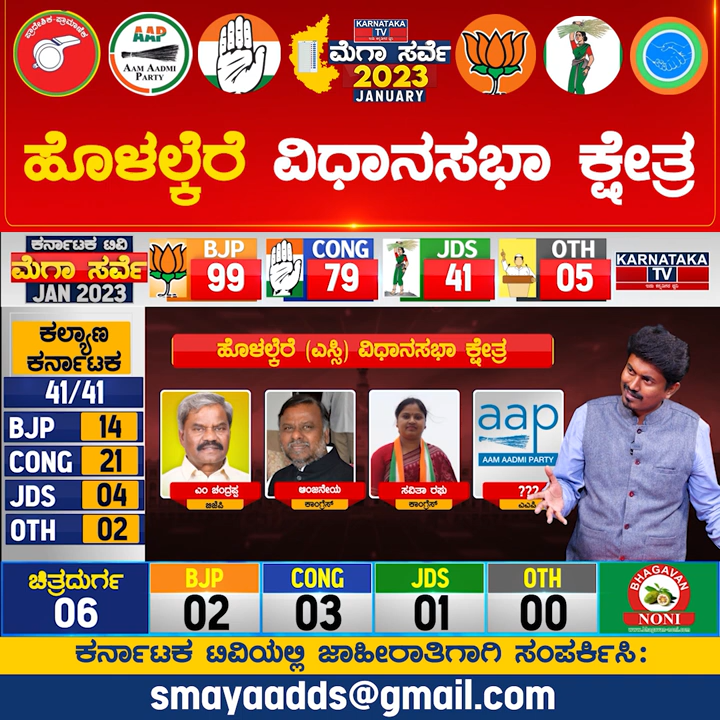 ಪ್ರಾದೇಶಿಕ-ಪ್ರಾಮಾಣಿಕ
AAP
AAM AADMI
PARTY
KARNATAKA
TV
ಮೆಗಾ ಸರ್ವೆ
2023
JANUARY
ಹೊಳಲ್ಕೆರೆ ವಿಧಾನಸಭಾ ಕ್ಷೇತ್ರ
ಕರ್ನಾಟಕ ಟಿವಿ
ಮೆಗಾ ಸರ್ವೆ
JAN 2023
BJP
99
CONG
79
JDS
41
OTH
05
KARNATAKA
TV
ಕಲ್ಯಾಣ
ಕರ್ನಾಟಕ
41/41
BJP 14
CONG 21
JDS 04
OTH 02
ಹೊಳಲ್ಕೆರೆ (ಎಸ್ಸಿ) ವಿಧಾನಸಭಾ ಕ್ಷೇತ್ರ
ಎಂ ಚಂದ್ರಪ್ಪ
ಬಿಜೆಪಿ
ಆಂಜನೇಯ
ಕಾಂಗ್ರೆಸ್
ಸವಿತಾ ರಘು
ಕಾಂಗ್ರೆಸ್
aap
AAM AADMI PARTY
???
ಎಎಪಿ
ಚಿತ್ರದುರ್ಗ
06
BJP
02
CONG
03
JDS
01
OTH
00
BHAGAVAN
NONI
ಕರ್ನಾಟಕ ಟಿವಿಯಲ್ಲಿ ಜಾಹೀರಾತಿಗಾಗಿ ಸಂಪರ್ಕಿಸಿ:
smayaadds@gmail.com